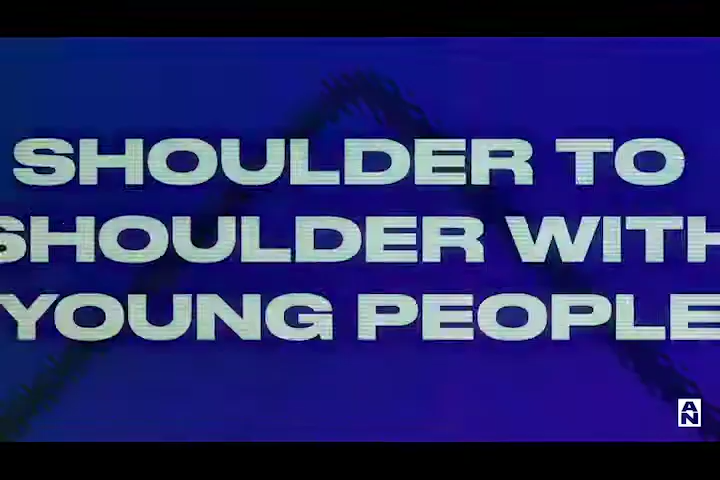 SHOULDER TO
SHOULDER WITH
YOUNG PEOPLE
A
N